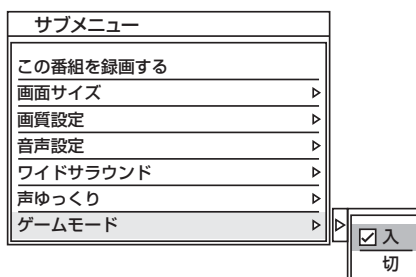 サブメニュー
この番組を録画する
画面サイズ
画質設定
音声設定
ワイドサラウンド
声ゆっくり
ゲームモード
入
切